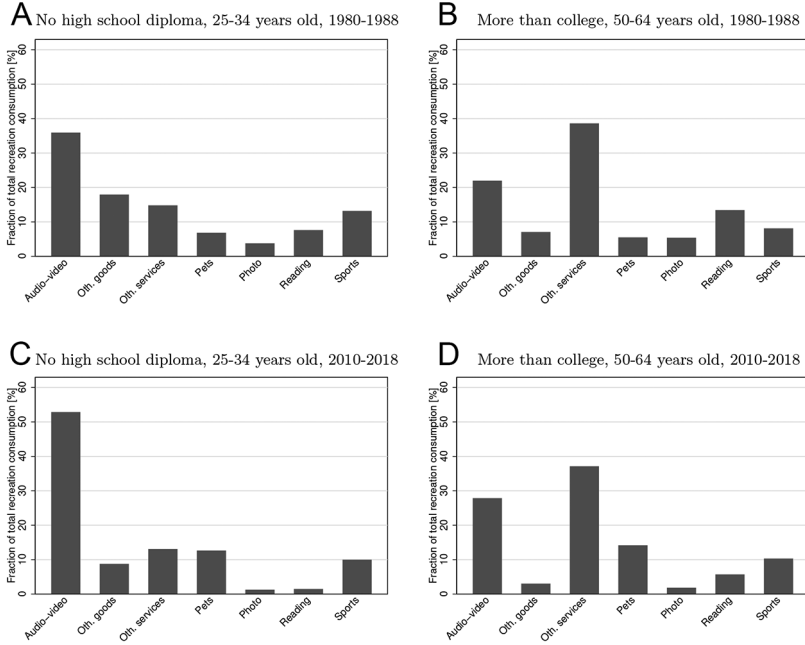 A
No high school diploma, 25-34 years old, 1980-1988
Fraction of total recreation consumption [%]
60
50
40
30
20
10
0
Audio-video
Oth. goods
Oth. services
Pets
Photo
Reading
Sports
B
More than college, 50-64 years old, 1980-1988
Fraction of total recreation consumption [%]
60
50
40
30
20
10
0
Audio-video
Oth. goods
Oth. services
Pets
Photo
Reading
Sports
C
No high school diploma, 25-34 years old, 2010-2018
Fraction of total recreation consumption [%]
60
50
40
30
20
10
0
Audio-video
Oth. goods
Oth. services
Pets
Photo
Reading
Sports
D
More than college, 50-64 years old, 2010-2018
Fraction of total recreation consumption [%]
60
50
40
30
20
10
0
Audio-video
Oth. goods
Oth. services
Pets
Photo
Reading
Sports